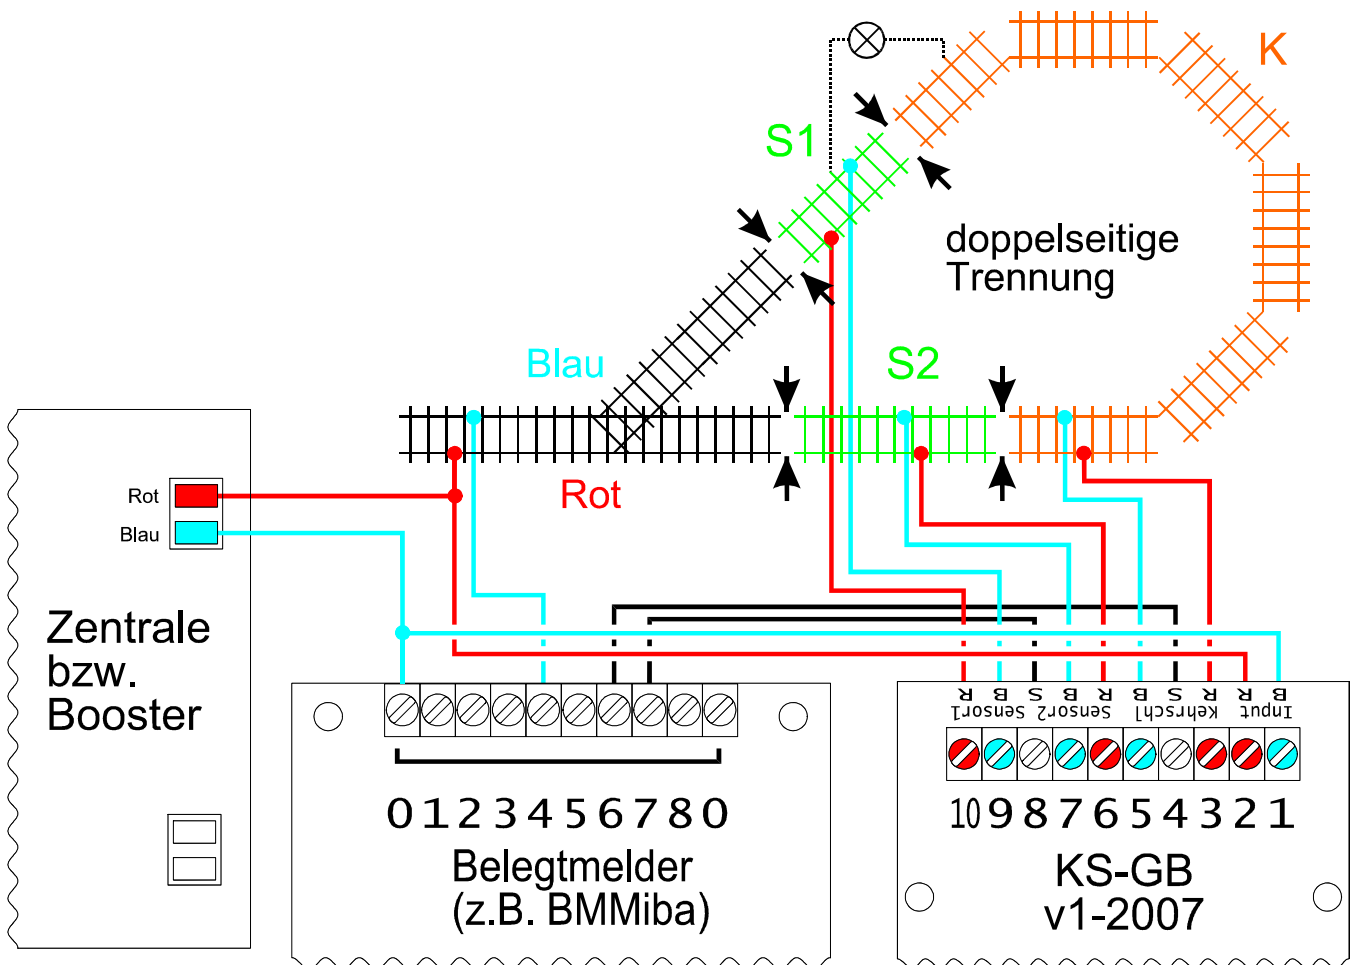 K
S1
doppelseitige
Trennung
Blau
S2
Rot
Rot
Blau
Zentrale
bzw.
Booster
R B S B R B S R R B
Sensor1 Sensor2 Kehrschl Input
0 1 2 3 4 5 6 7 8 0
10 9 8 7 6 5 4 3 2 1
Belegtmelder
(z.B. BMMiba)
KS-GB
v1-2007